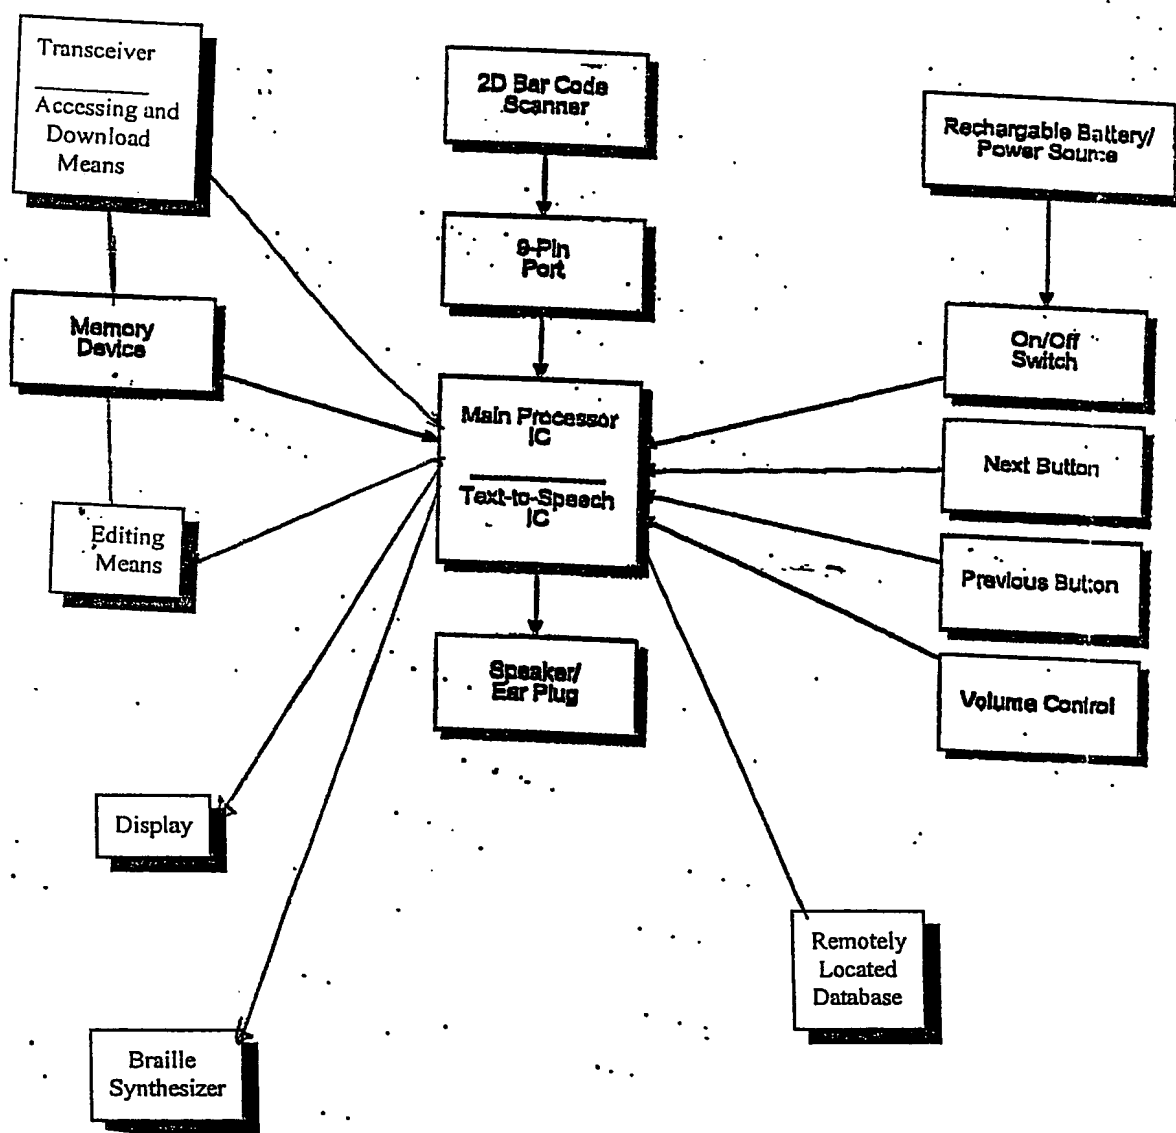 Transceiver
Accessing and
Download
Means
2D Bar Code
Scanner
Rechargable Battery/
Power Source
9-Pin
Port
Memory
Device
On/Off
Switch
Main Processor
IC
Text-to-Speech
IC
Next Button
Editing
Means
Previous Button
Speaker/
Ear Plug
Volume Control
Display
Remotely
Located
Database
Braille
Synthesizer